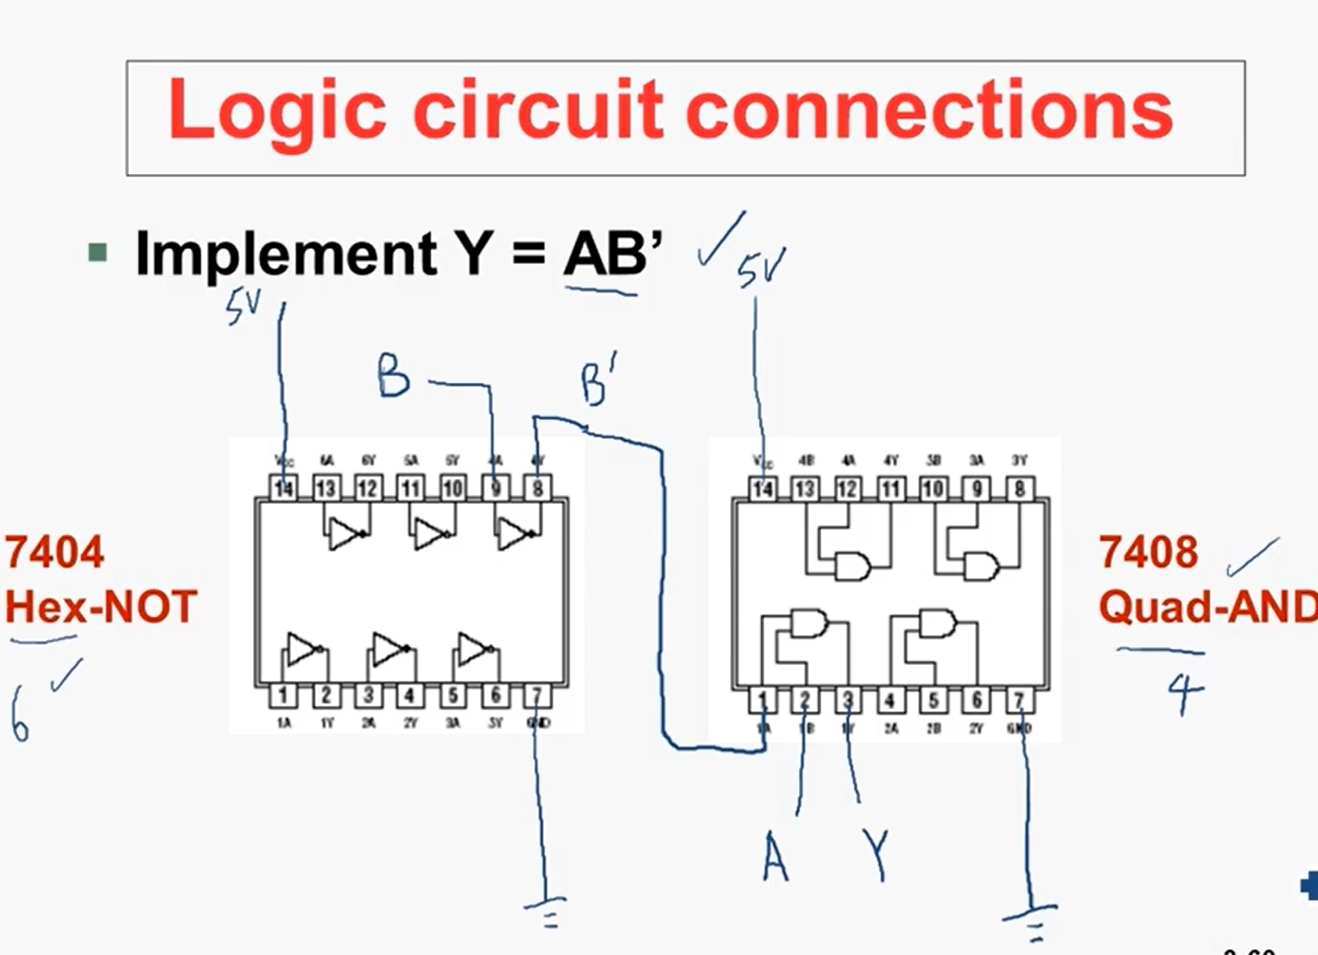 Logic circuit connections
▪ Implement Y = AB’ ✓
5V
5V
B
B'
Vcc 6A 6Y 5A 5Y 4A 4Y
14 13 12 11 10 9 8
Vcc 4B 4A 4Y 3B 3A 3Y
14 13 12 11 10 9 8
7404
Hex-NOT
6 ✓
7408 ✓
Quad-AND
4
1 2 3 4 5 6 7
1A 1Y 2A 2Y 3A 3Y GND
1 2 3 4 5 6 7
1A 1B 1Y 2A 2B 2Y GND
A Y